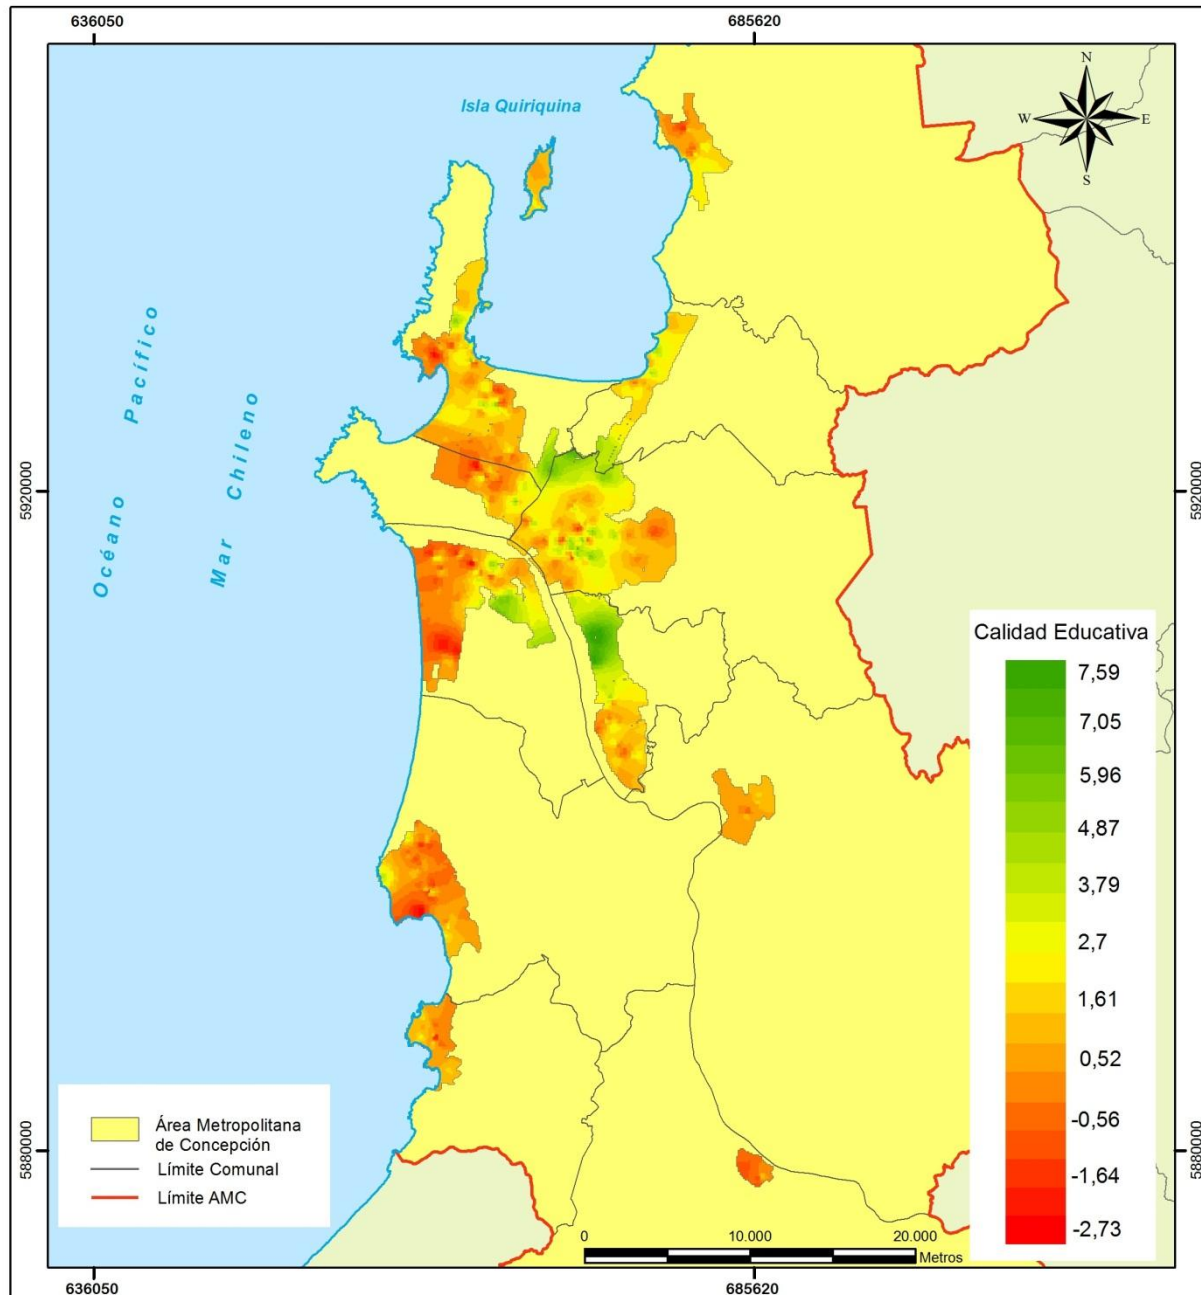 636050
685620
Isla Quiriquina
N
W
E
S
Océano Pacífico
Mar Chileno
5920000
5920000
Calidad Educativa
7,59
7,05
5,96
4,87
3,79
2,7
1,61
0,52
-0,56
-1,64
-2,73
Área Metropolitana
de Concepción
Límite Comunal
Límite AMC
5880000
5880000
0
10.000
20.000
Metros
636050
685620